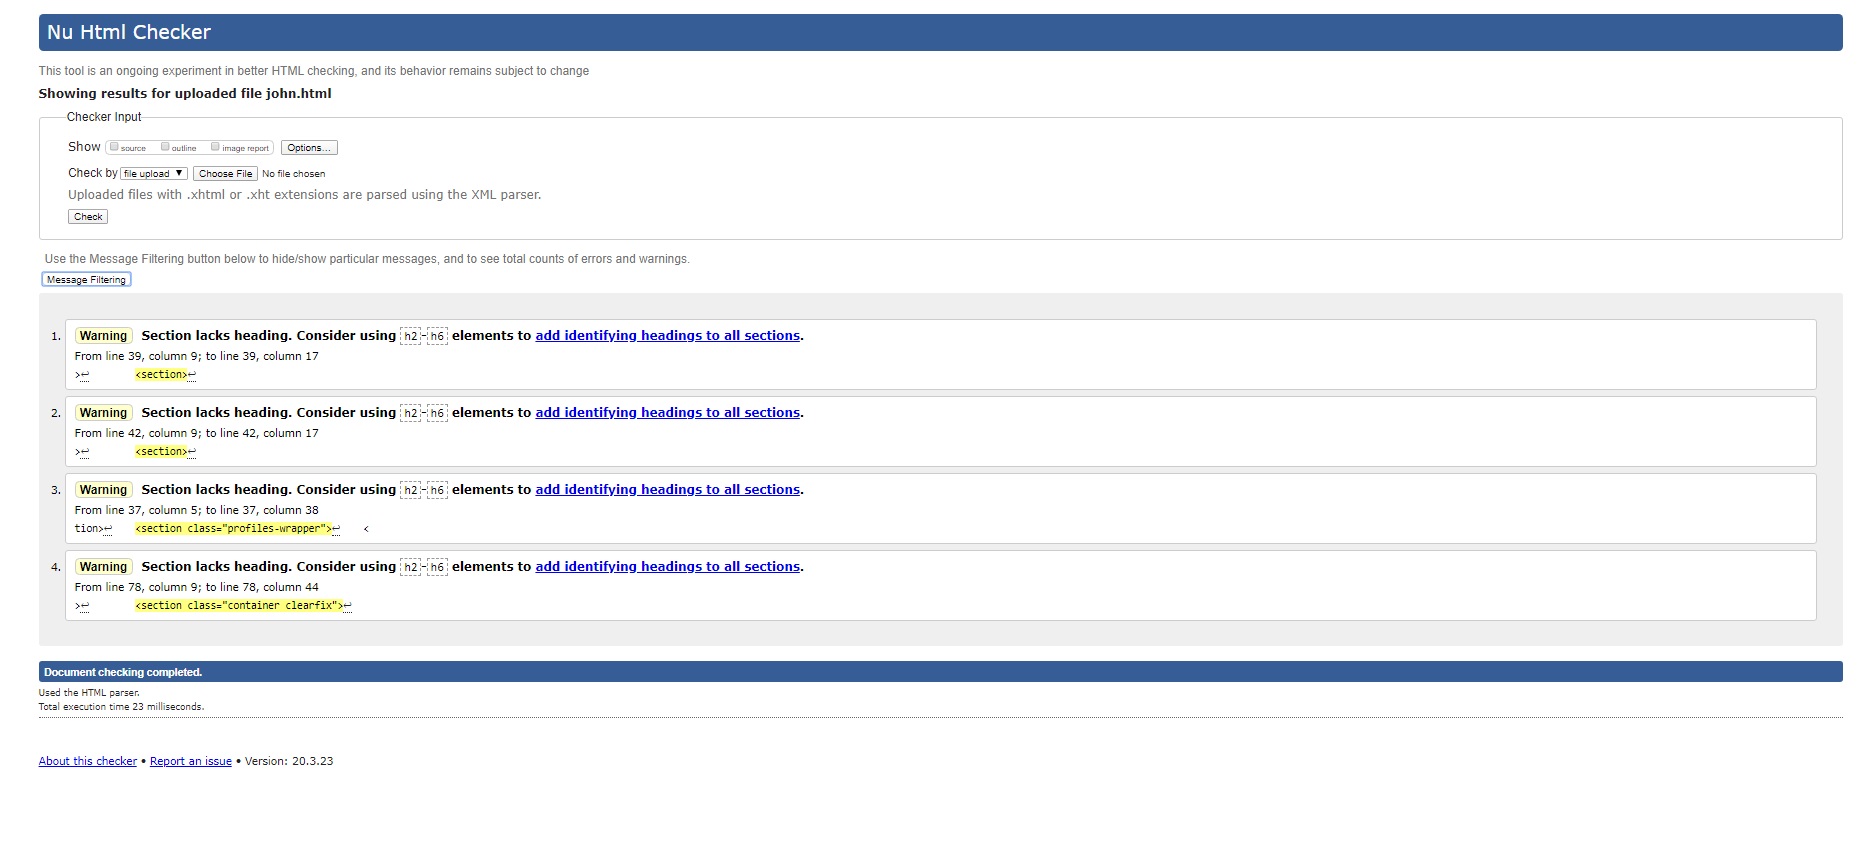 Nu Html Checker
This tool is an ongoing experiment in better HTML checking, and its behavior remains subject to change
Showing results for uploaded file john.html
Checker Input
Show source outline image report Options...
Check by file upload ▼ Choose File No file chosen
Uploaded files with .xhtml or .xht extensions are parsed using the XML parser.
Check
Use the Message Filtering button below to hide/show particular messages, and to see total counts of errors and warnings.
Message Filtering
1. Warning Section lacks heading. Consider using h2-h6 elements to add identifying headings to all sections.
From line 39, column 9; to line 39, column 17
>↩ <section>↩
2. Warning Section lacks heading. Consider using h2-h6 elements to add identifying headings to all sections.
From line 42, column 9; to line 42, column 17
>↩ <section>↩
3. Warning Section lacks heading. Consider using h2-h6 elements to add identifying headings to all sections.
From line 37, column 5; to line 37, column 38
tion>↩ <section class="profiles-wrapper">↩ <
4. Warning Section lacks heading. Consider using h2-h6 elements to add identifying headings to all sections.
From line 78, column 9; to line 78, column 44
>↩ <section class="container clearfix">↩
Document checking completed.
Used the HTML parser.
Total execution time 23 milliseconds.
About this checker • Report an issue • Version: 20.3.23